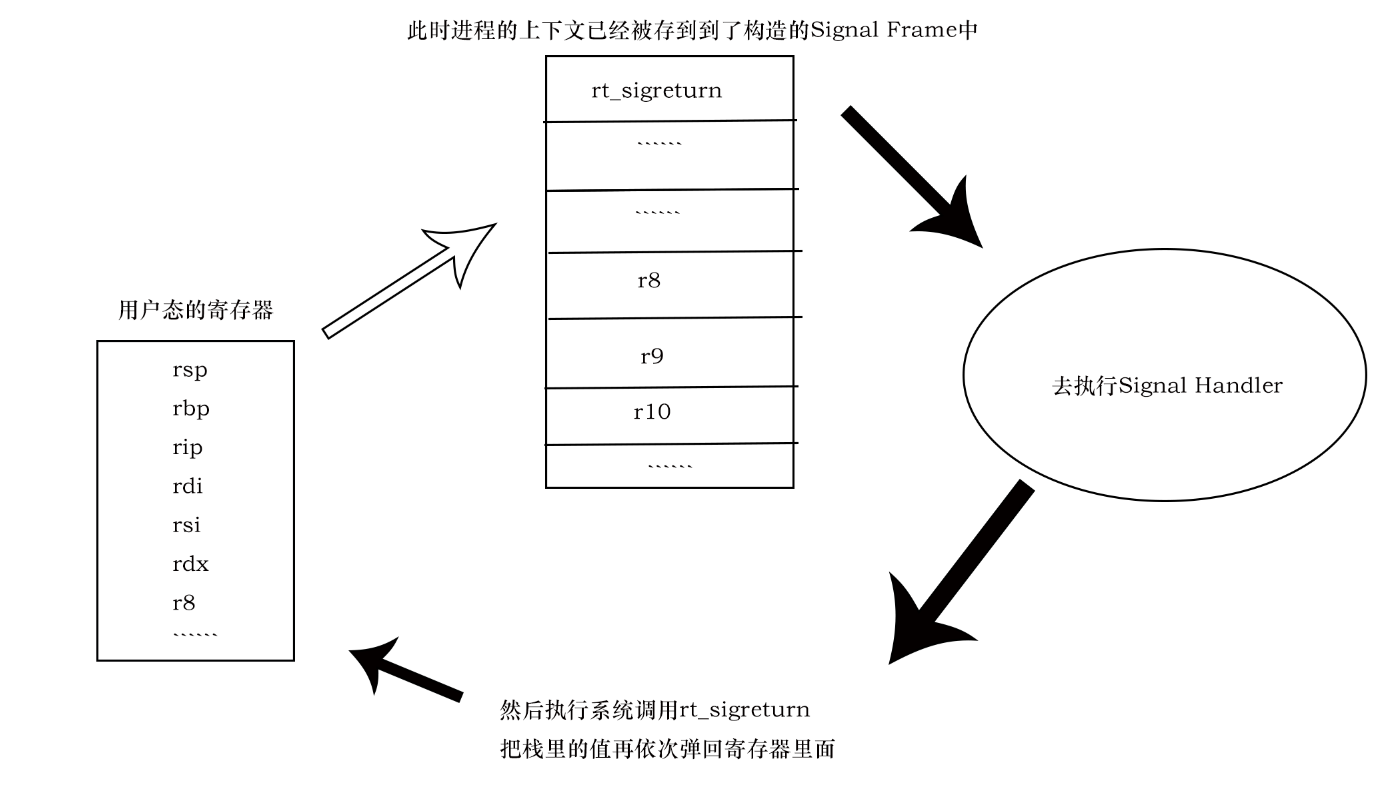 此时进程的上下文已经被存到到了构造的Signal Frame中
rt_sigreturn
``````
``````
r8
r9
r10
``````
用户态的寄存器
rsp
rbp
rip
rdi
rsi
rdx
r8
``````
去执行Signal Handler
然后执行系统调用rt_sigreturn
把栈里的值再依次弹回寄存器里面